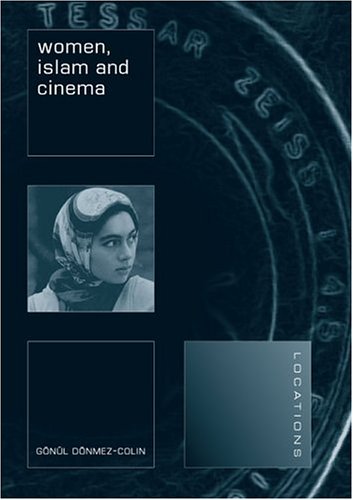 TESSAR ZEISS
women,
islam and
cinema
LOCATIONS
GÖNÜL DÖNMEZ-COLIN